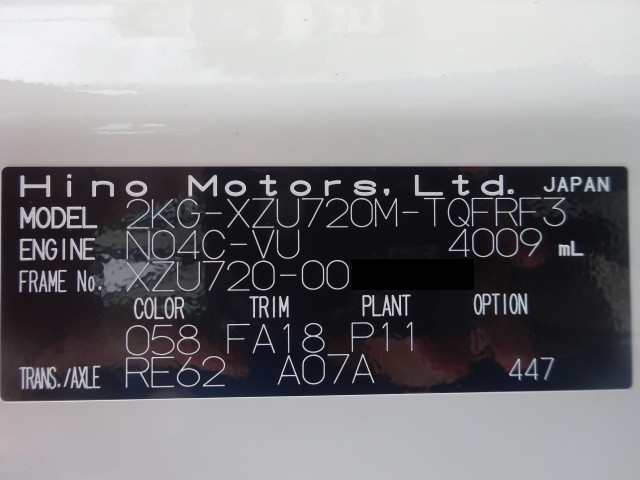 Hino Motors, Ltd. JAPAN
MODEL 2KG-XZU720M-TQFRF3
ENGINE N04C-VU 4009 mL
FRAME No. XZU720-00
COLOR TRIM PLANT OPTION
058 FA18 P11
TRANS./AXLE RE62 A07A 447